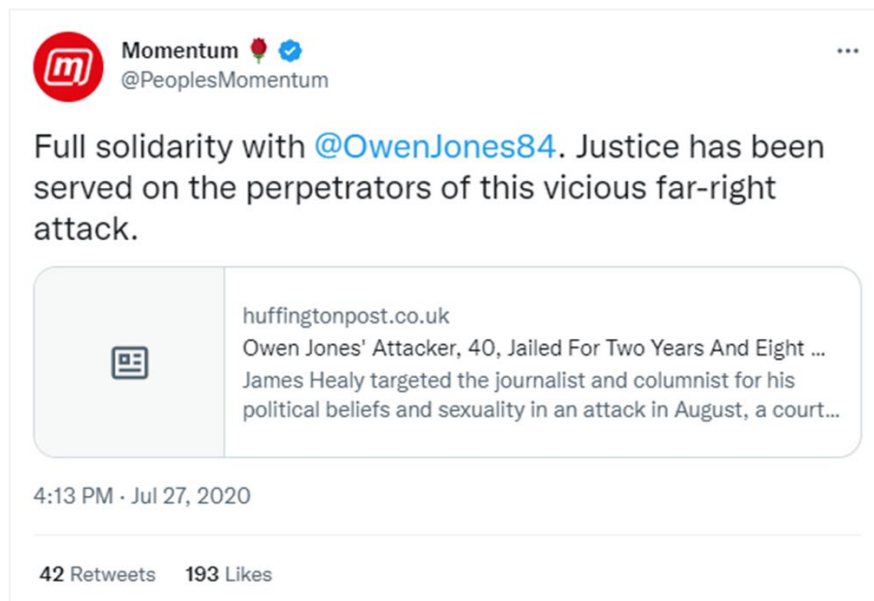 Momentum 🌹
@PeoplesMomentum
Full solidarity with @OwenJones84. Justice has been
served on the perpetrators of this vicious far-right
attack.
huffingtonpost.co.uk
Owen Jones' Attacker, 40, Jailed For Two Years And Eight ...
James Healy targeted the journalist and columnist for his
political beliefs and sexuality in an attack in August, a court...
4:13 PM · Jul 27, 2020
42 Retweets 193 Likes